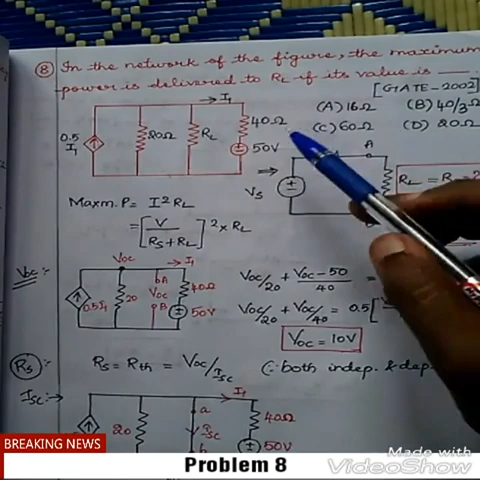 ⑧ In the network of the figure, the maximum
power is delivered to RL if its value is ___
[GATE-2002]
(A) 16Ω (B) 40/3 Ω
(C) 60Ω (D) 20Ω
I1
0.5 I1
20Ω
RL
40Ω
50V
A
Vs
Maxm. P = I² RL
= [V / RS + RL]² × RL
Voc
Voc
I1
0.5I1
20
A
Voc
B
40Ω
50V
Voc/20 + Voc-50/40 =
Voc/20 + Voc/40 = 0.5[
Voc = 10V
Rs:
RS = Rth = Voc/Isc (∵ both indep. & dep.
Isc →
I1
20
a
Isc
b
40Ω
50V
BREAKING NEWS
Problem 8
Made with
VideoShow